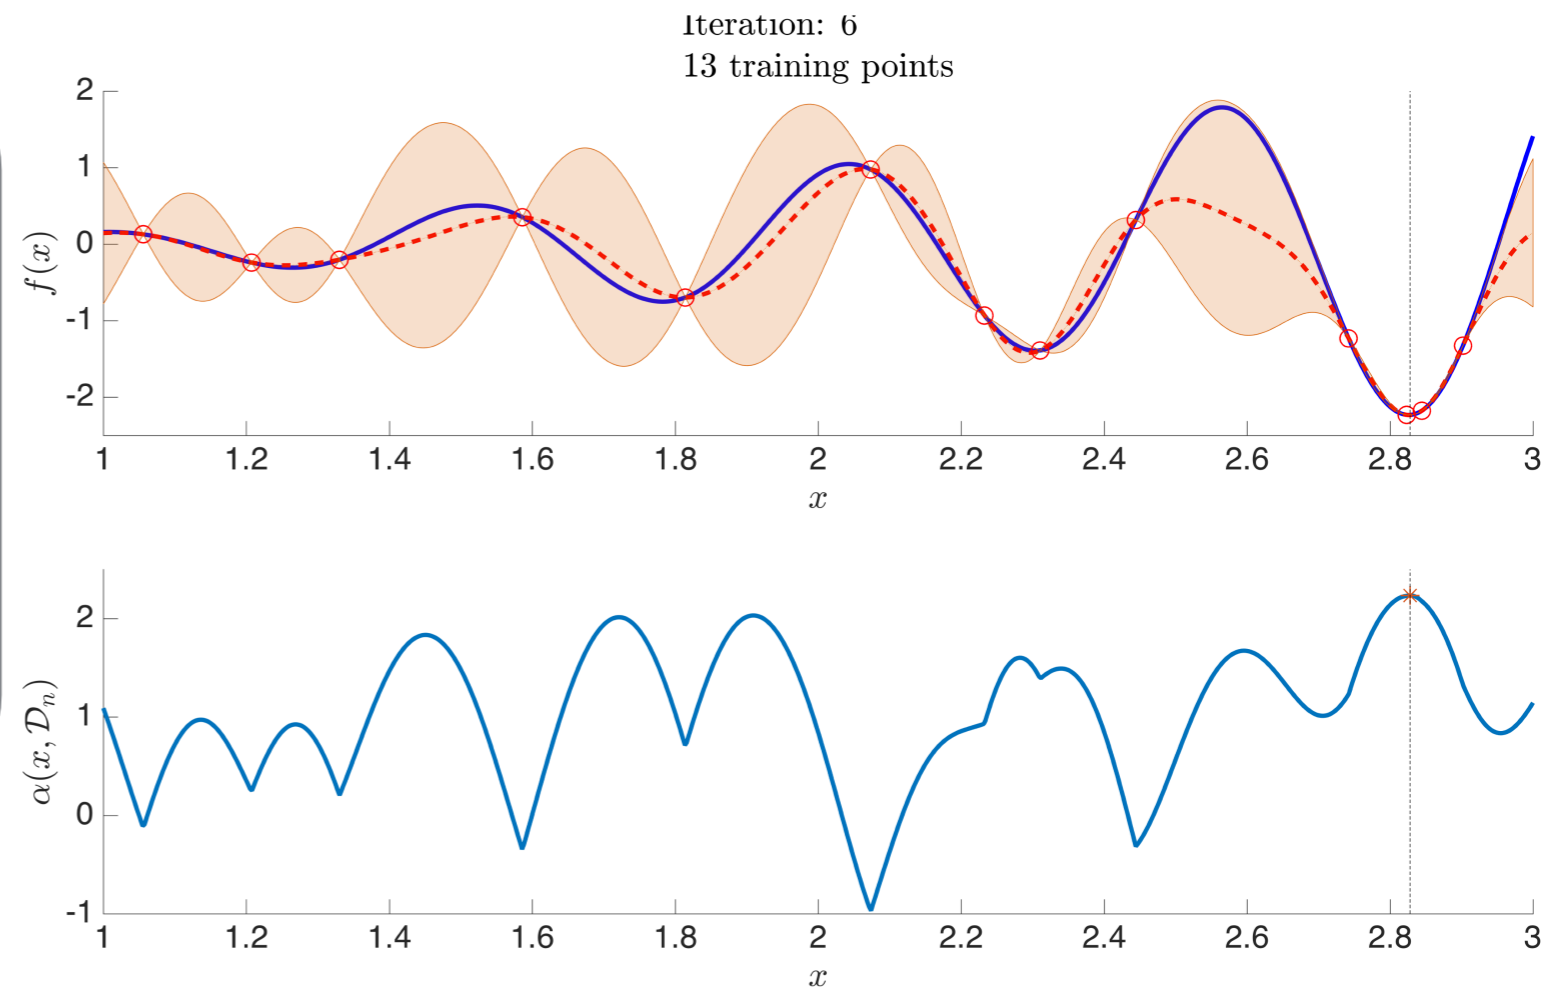 Iteration: 6
13 training points
2
1
0
-1
-2
f(x)
1 1.2 1.4 1.6 1.8 2 2.2 2.4 2.6 2.8 3
x
2
1
0
-1
α(x, 𝒟ₙ)
1 1.2 1.4 1.6 1.8 2 2.2 2.4 2.6 2.8 3
x